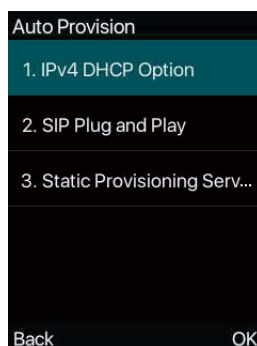 Auto Provision
1. IPv4 DHCP Option
2. SIP Plug and Play
3. Static Provisioning Serv...
Back OK